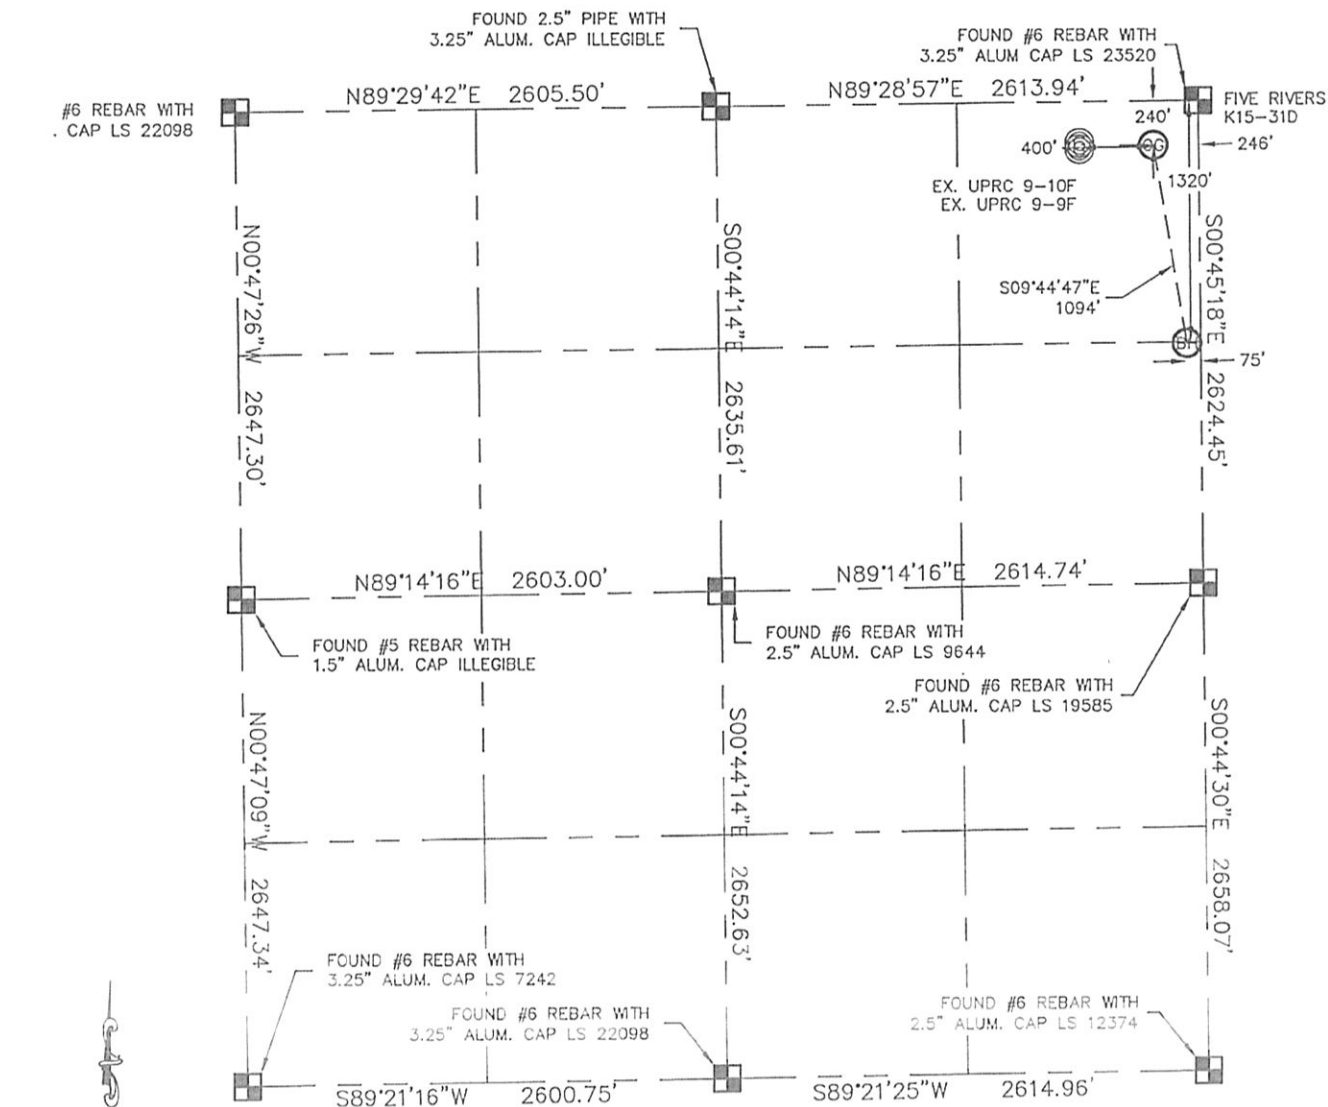 FOUND 2.5" PIPE WITH
3.25" ALUM. CAP ILLEGIBLE
FOUND #6 REBAR WITH
3.25" ALUM CAP LS 23520
#6 REBAR WITH
. CAP LS 22098
N89°29'42"E 2605.50'
N89°28'57"E 2613.94'
FIVE RIVERS
K15-31D
240'
246'
400'
OG
1320'
EX. UPRC 9-10F
EX. UPRC 9-9F
N00°47'26"W 2647.30'
S00°44'14"E 2635.61'
S00°45'18"E 2624.45'
S09°44'47"E
1094'
BH
75'
N89°14'16"E 2603.00'
N89°14'16"E 2614.74'
FOUND #5 REBAR WITH
1.5" ALUM. CAP ILLEGIBLE
FOUND #6 REBAR WITH
2.5" ALUM. CAP LS 9644
FOUND #6 REBAR WITH
2.5" ALUM. CAP LS 19585
N00°47'09"W 2647.34'
S00°44'14"E 2652.63'
S00°44'30"E 2658.07'
FOUND #6 REBAR WITH
3.25" ALUM. CAP LS 7242
FOUND #6 REBAR WITH
3.25" ALUM. CAP LS 22098
FOUND #6 REBAR WITH
2.5" ALUM. CAP LS 12374
S89°21'16"W 2600.75'
S89°21'25"W 2614.96'